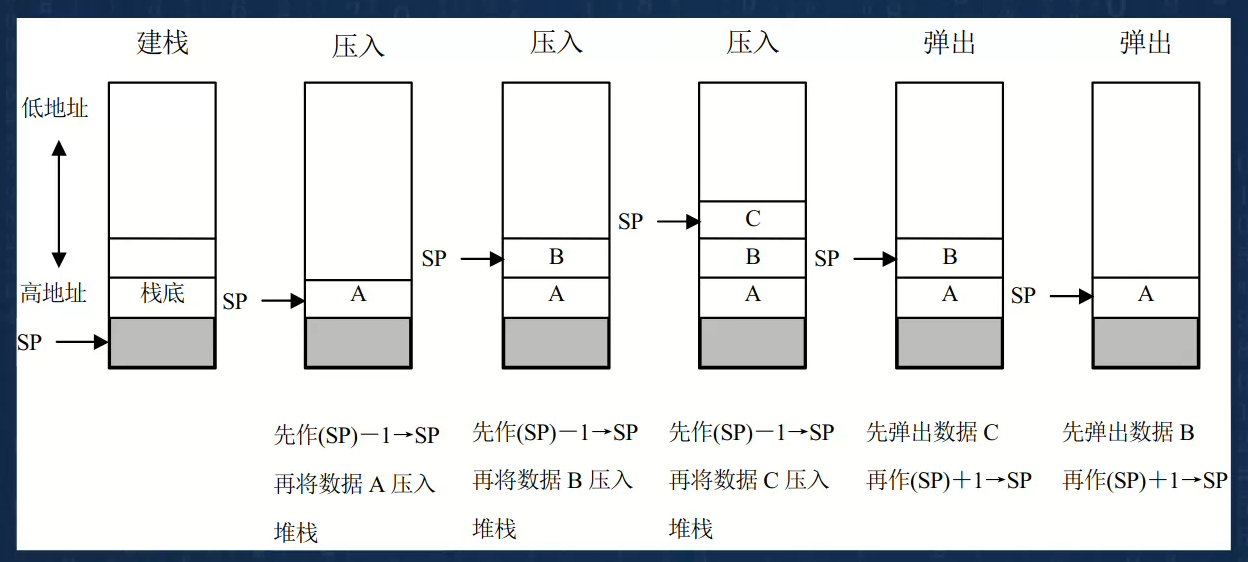 建栈
压入
压入
压入
弹出
弹出
低地址
高地址
栈底
SP
SP
A
SP
B
A
SP
C
B
A
SP
B
A
SP
A
先作(SP)－1→SP
再将数据 A 压入
堆栈
先作(SP)－1→SP
再将数据 B 压入
堆栈
先作(SP)－1→SP
再将数据 C 压入
堆栈
先弹出数据 C
再作(SP)＋1→SP
先弹出数据 B
再作(SP)＋1→SP